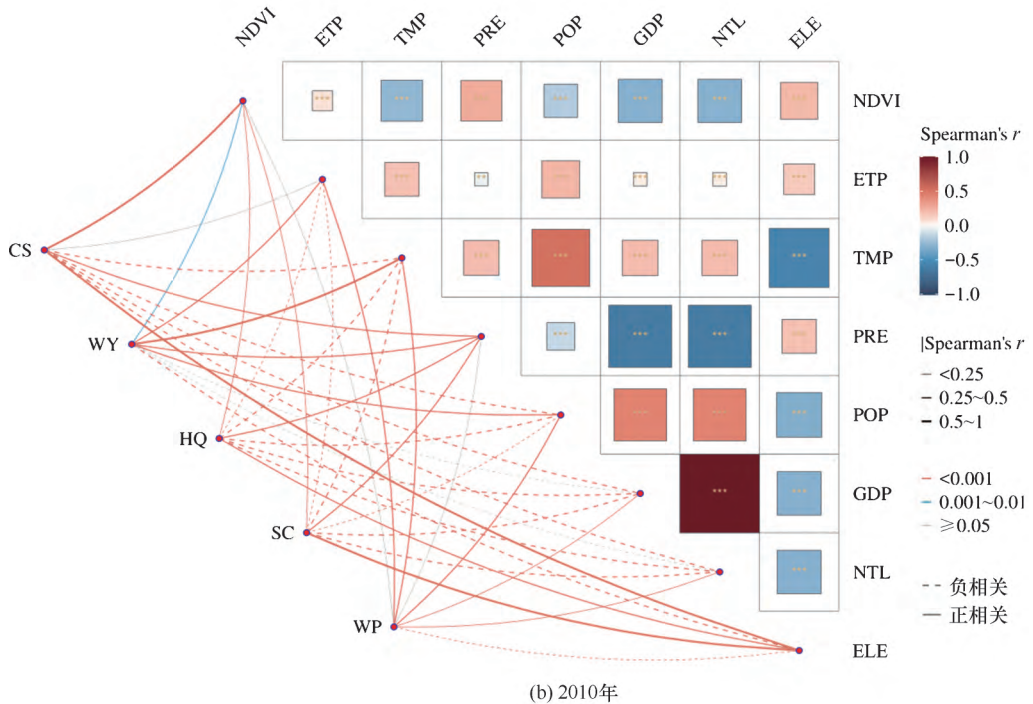 NDVI ETP TMP PRE POP GDP NTL ELE
*** *** *** *** *** *** *** NDVI
*** ** *** *** *** *** ETP
*** *** *** *** *** TMP
*** *** *** *** PRE
*** *** *** POP
*** *** GDP
*** NTL
ELE
CS
WY
HQ
SC
WP
Spearman's r
1.0
0.5
0.0
−0.5
−1.0
|Spearman's r
<0.25
0.25~0.5
0.5~1
<0.001
0.001~0.01
≥0.05
负相关
正相关
(b) 2010年